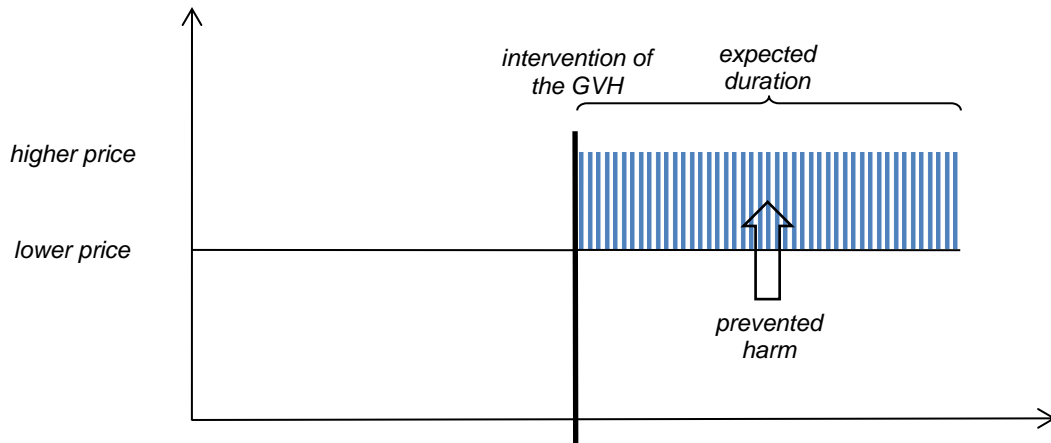 intervention of
the GVH
expected
duration
higher price
lower price
prevented
harm